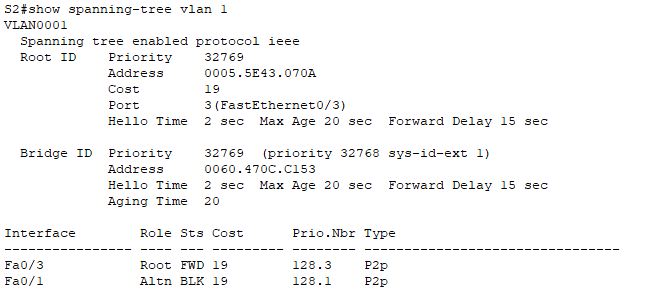 S2#show spanning-tree vlan 1
VLAN0001
  Spanning tree enabled protocol ieee
  Root ID    Priority    32769
             Address     0005.5E43.070A
             Cost        19
             Port        3(FastEthernet0/3)
             Hello Time  2 sec  Max Age 20 sec  Forward Delay 15 sec

  Bridge ID  Priority    32769  (priority 32768 sys-id-ext 1)
             Address     0060.470C.C153
             Hello Time  2 sec  Max Age 20 sec  Forward Delay 15 sec
             Aging Time  20

Interface        Role Sts Cost      Prio.Nbr Type
---------------- ---- --- --------- -------- --------------------------------
Fa0/3            Root FWD 19        128.3    P2p
Fa0/1            Altn BLK 19        128.1    P2p